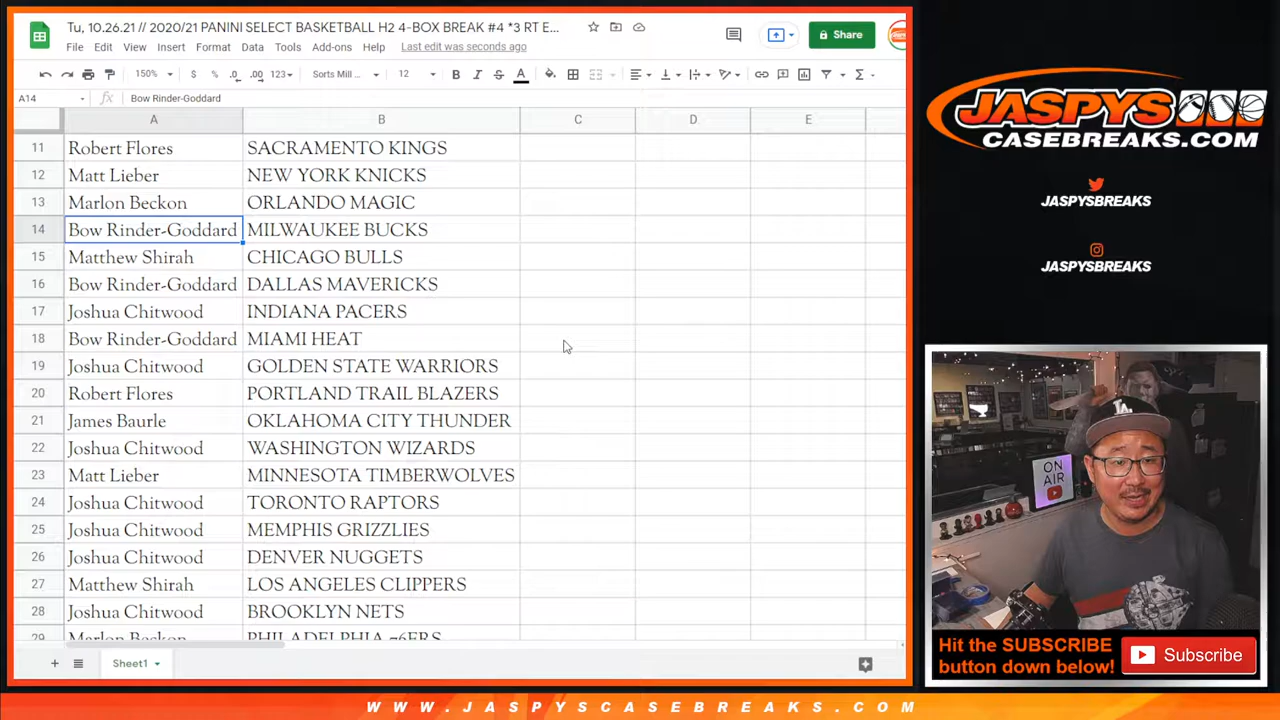 Tu, 10.26.21 // 2020/21 PANINI SELECT BASKETBALL H2 4-BOX BREAK #4 *3 RT E...
File Edit View Insert Format Data Tools Add-ons Help Last edit was seconds ago
Share
150% $ % .0 .00 123 Sorts Mill ... 12 B I S A
A14 fx Bow Rinder-Goddard
A B C D E
11 Robert Flores SACRAMENTO KINGS
12 Matt Lieber NEW YORK KNICKS
13 Marlon Beckon ORLANDO MAGIC
14 Bow Rinder-Goddard MILWAUKEE BUCKS
15 Matthew Shirah CHICAGO BULLS
16 Bow Rinder-Goddard DALLAS MAVERICKS
17 Joshua Chitwood INDIANA PACERS
18 Bow Rinder-Goddard MIAMI HEAT
19 Joshua Chitwood GOLDEN STATE WARRIORS
20 Robert Flores PORTLAND TRAIL BLAZERS
21 James Baurle OKLAHOMA CITY THUNDER
22 Joshua Chitwood WASHINGTON WIZARDS
23 Matt Lieber MINNESOTA TIMBERWOLVES
24 Joshua Chitwood TORONTO RAPTORS
25 Joshua Chitwood MEMPHIS GRIZZLIES
26 Joshua Chitwood DENVER NUGGETS
27 Matthew Shirah LOS ANGELES CLIPPERS
28 Joshua Chitwood BROOKLYN NETS
29 Marlon Beckon PHILADELPHIA 76ERS
Sheet1
JASPYS
CASEBREAKS.COM
JASPYSBREAKS
JASPYSBREAKS
ON
AIR
LA
Hit the SUBSCRIBE
button down below!
Subscribe
WWW.JASPYSCASEBREAKS.COM